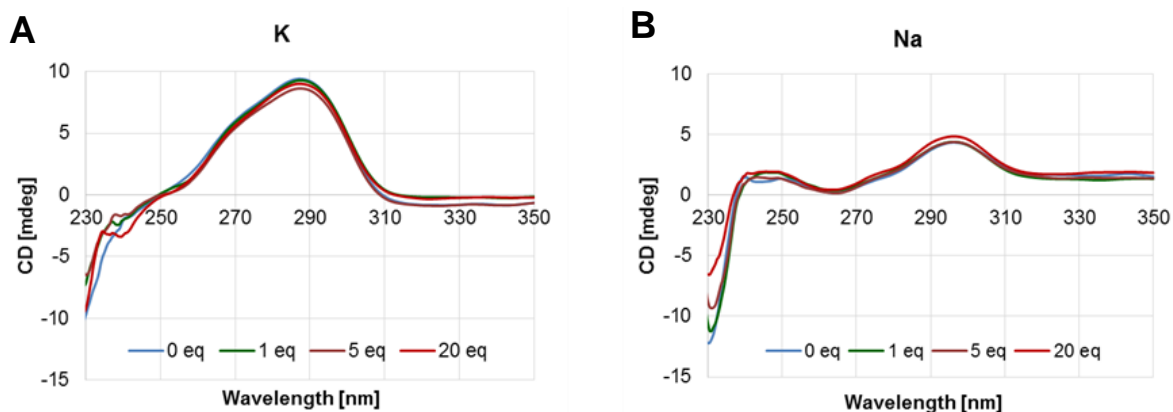 A
K
10
5
0
-5
-10
-15
230 250 270 290 310 330 350
CD [mdeg]
0 eq 1 eq 5 eq 20 eq
Wavelength [nm]
B
Na
10
5
0
-5
-10
-15
230 250 270 290 310 330 350
CD [mdeg]
0 eq 1 eq 5 eq 20 eq
Wavelength [nm]